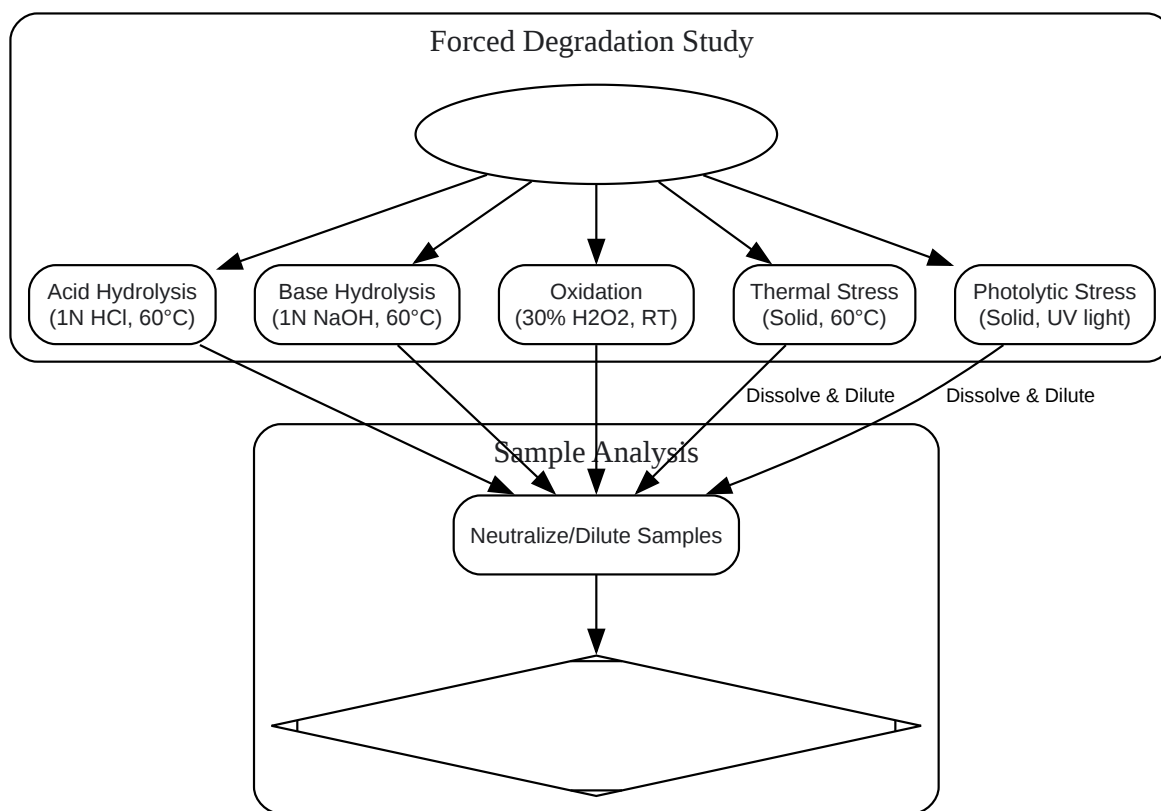 Forced Degradation Study
Acid Hydrolysis
(1N HCl, 60°C)
Base Hydrolysis
(1N NaOH, 60°C)
Oxidation
(30% H2O2, RT)
Thermal Stress
(Solid, 60°C)
Photolytic Stress
(Solid, UV light)
Dissolve & Dilute
Dissolve & Dilute
Sample Analysis
Neutralize/Dilute Samples